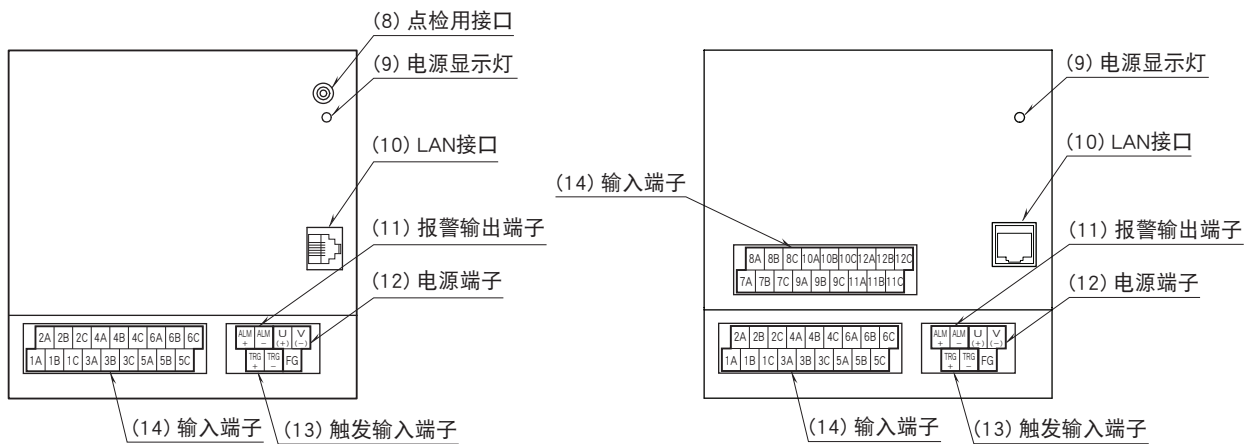 (8) 点检用接口
(9) 电源显示灯
(10) LAN接口
(11) 报警输出端子
(12) 电源端子
2A 2B 2C 4A 4B 4C 6A 6B 6C
1A 1B 1C 3A 3B 3C 5A 5B 5C
ALM + ALM − U (+) V (−)
TRG + TRG − FG
(14) 输入端子
(13) 触发输入端子
(9) 电源显示灯
(10) LAN接口
(14) 输入端子
(11) 报警输出端子
8A 8B 8C 10A 10B 10C 12A 12B 12C
7A 7B 7C 9A 9B 9C 11A 11B 11C
(12) 电源端子
2A 2B 2C 4A 4B 4C 6A 6B 6C
1A 1B 1C 3A 3B 3C 5A 5B 5C
ALM + ALM − U (+) V (−)
TRG + TRG − FG
(14) 输入端子
(13) 触发输入端子